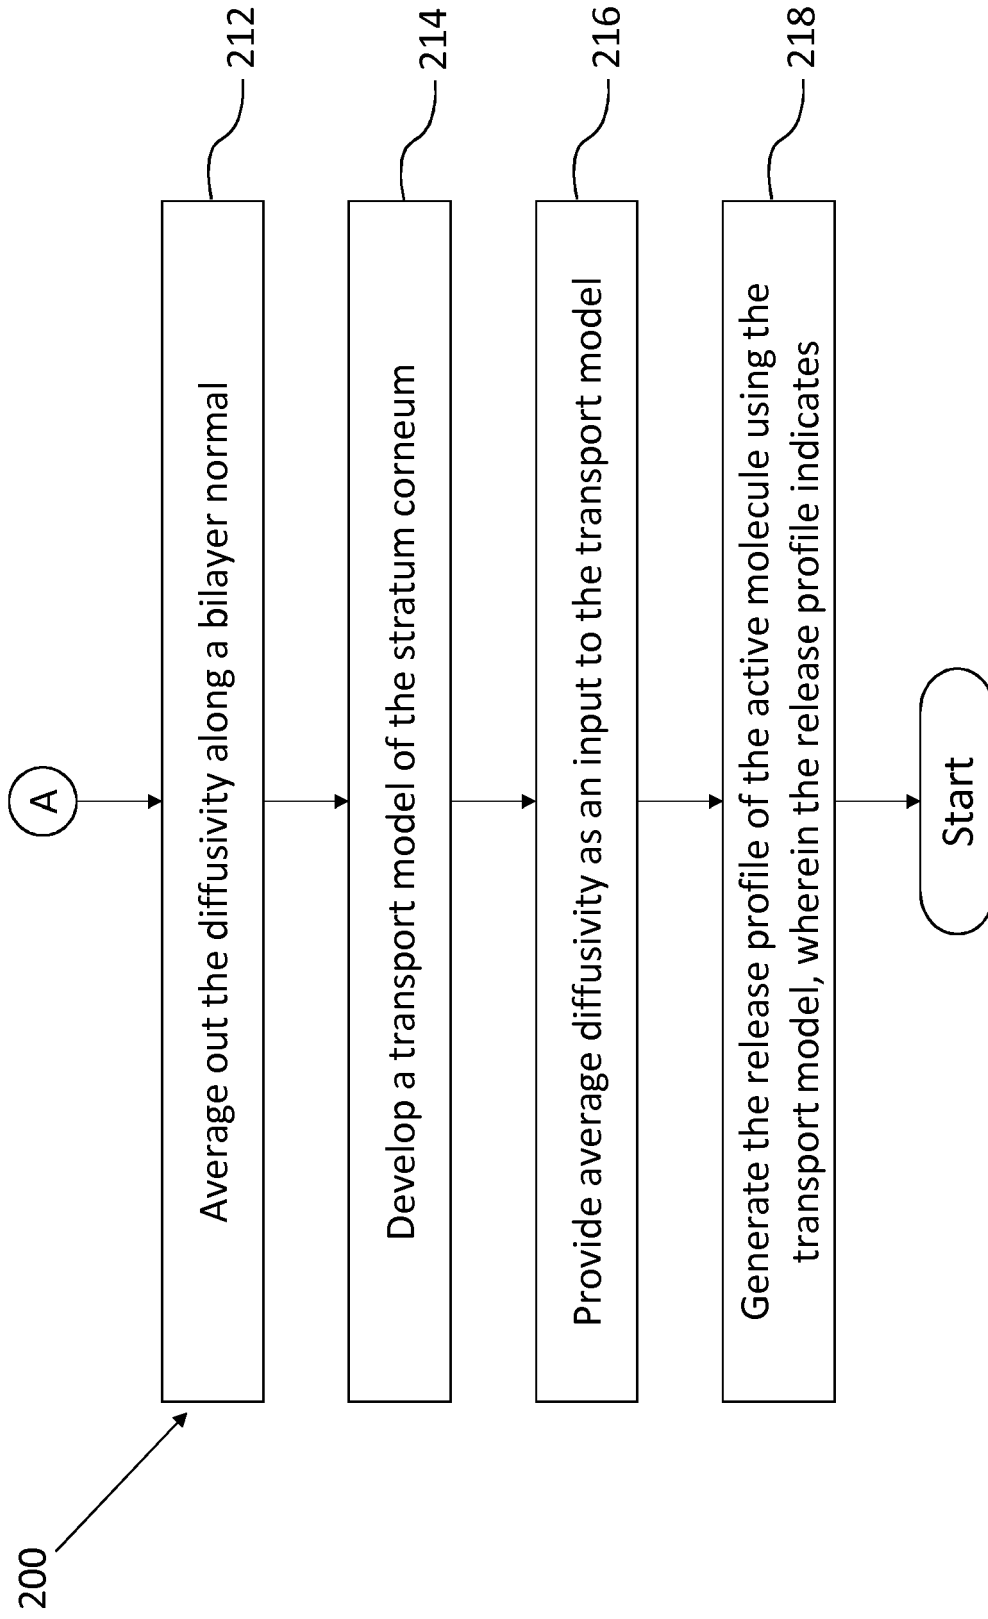 200
A
Average out the diffusivity along a bilayer normal
212
Develop a transport model of the stratum corneum
214
Provide average diffusivity as an input to the transport model
216
Generate the release profile of the active molecule using the
transport model, wherein the release profile indicates
218
Start